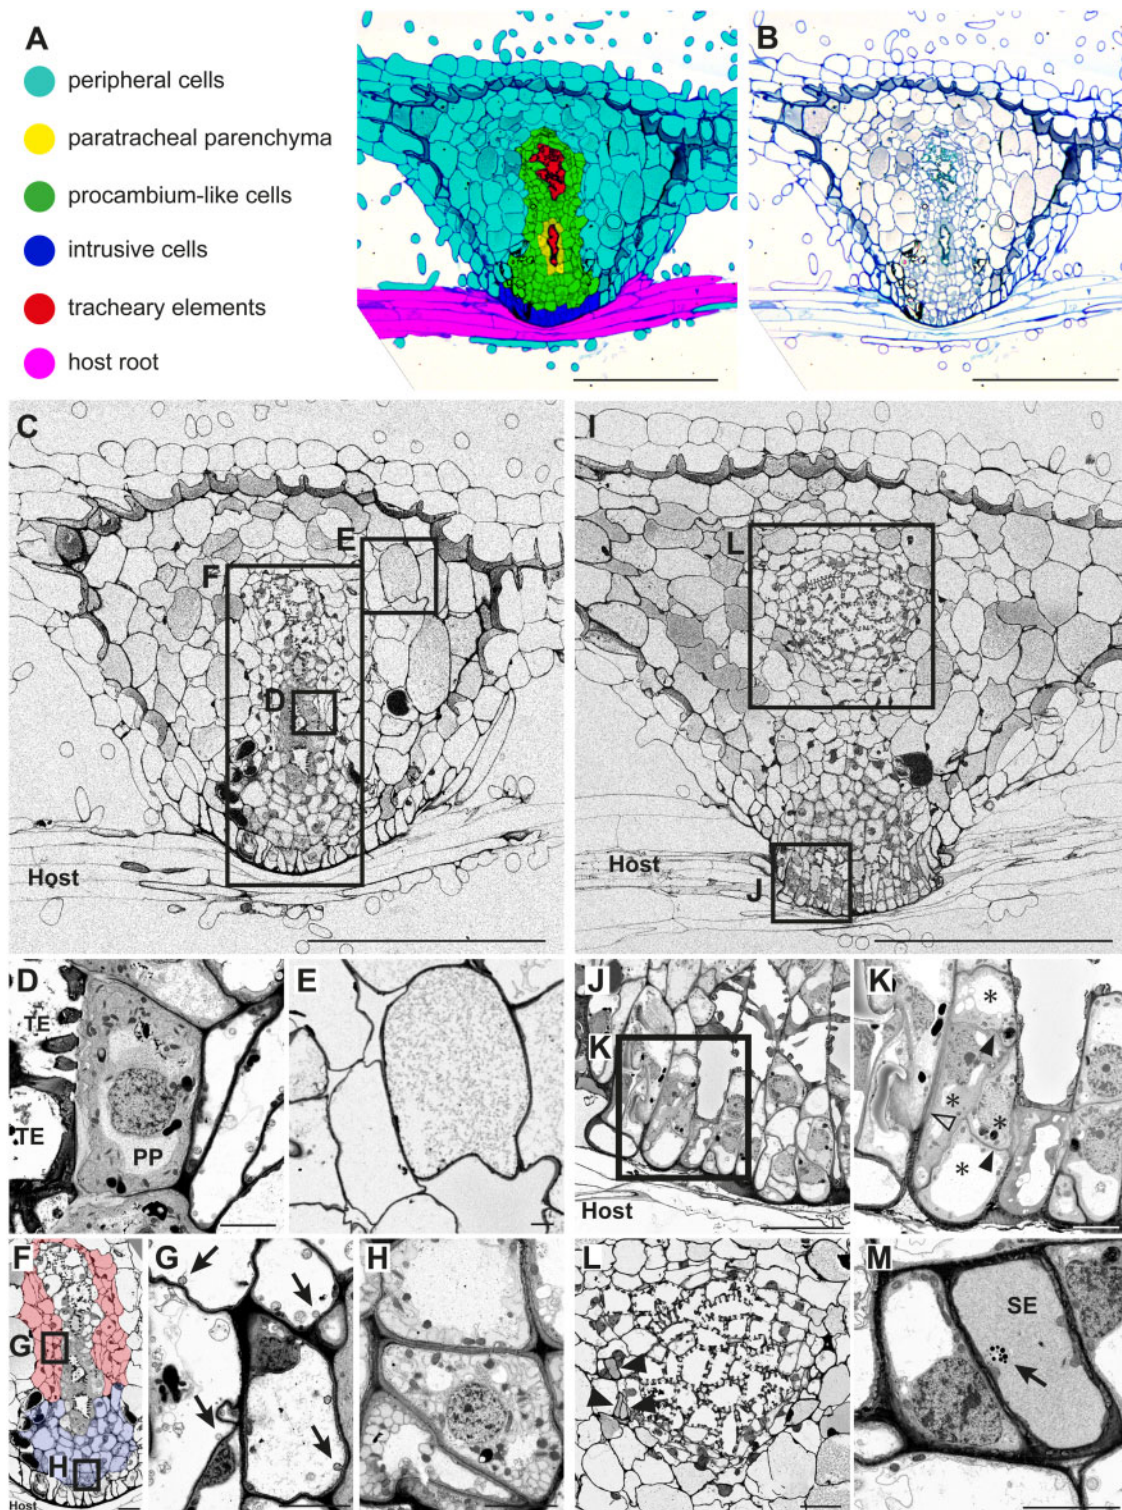 A
peripheral cells
paratracheal parenchyma
procambium-like cells
intrusive cells
tracheary elements
host root
B
C
E
F
D
Host
I
L
Host
J
D
TE
TE
PP
E
J
K
Host
K
*
*
*
*
F
G
H
Host
G
H
L
M
SE